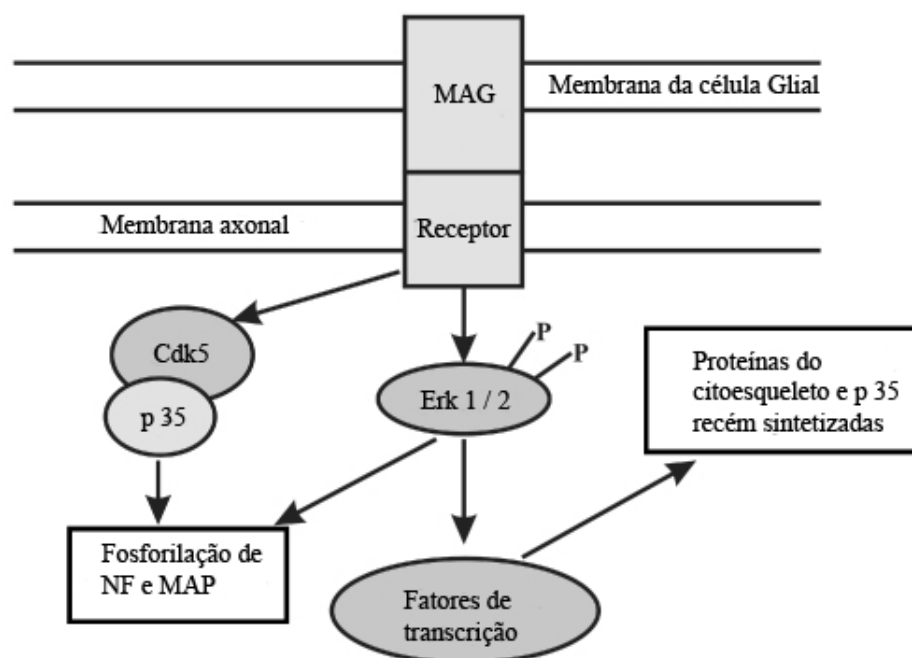 MAG
Membrana da célula Glial
Membrana axonal
Receptor
Cdk5
p 35
P
P
Erk 1 / 2
Proteínas do
citoesqueleto e p 35
recém sintetizadas
Fosforilação de
NF e MAP
Fatores de
transcrição